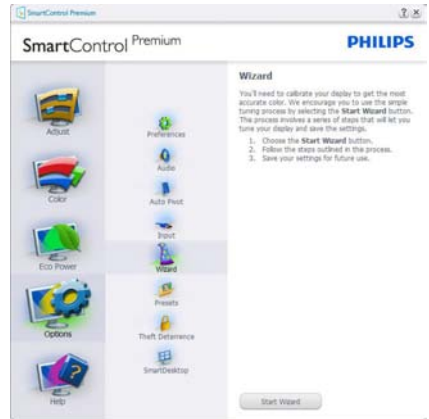 SmartControl Premium
SmartControl Premium
PHILIPS
Adjust
Color
Eco Power
Options
Help
Preferences
Audio
Auto Pivot
Input
Wizard
Presets
Theft Deterrence
SmartDesktop
Wizard
You'll need to calibrate your display to get the most
accurate color. We encourage you to use the simple
tuning process by selecting the Start Wizard button.
The process involves a series of steps that will let you
tune your display and save the settings.
1. Choose the Start Wizard button.
2. Follow the steps outlined in the process.
3. Save your settings for future use.
Start Wizard